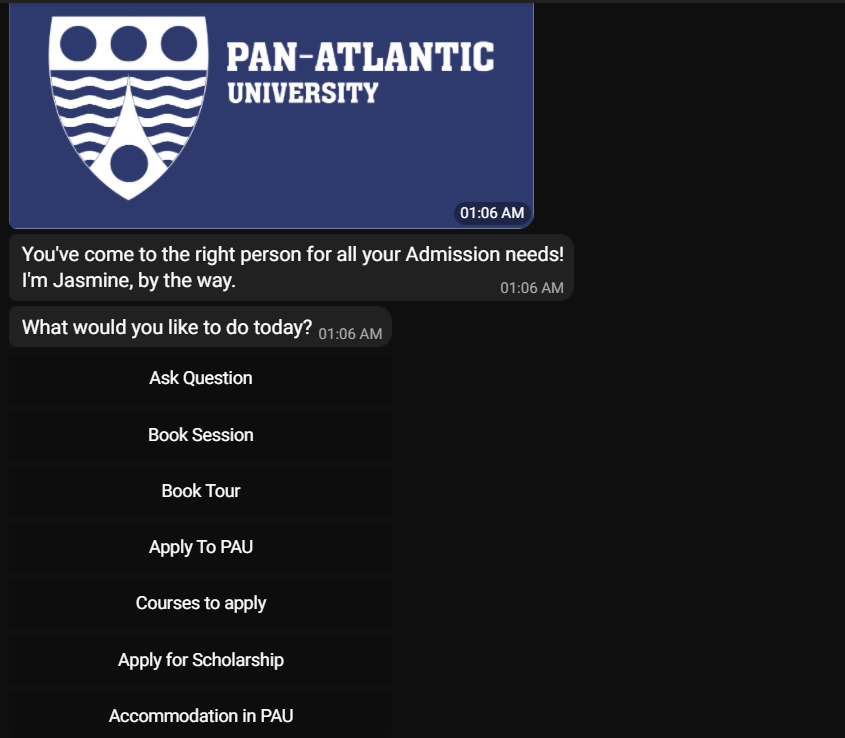 PAN-ATLANTIC
UNIVERSITY
01:06 AM
You've come to the right person for all your Admission needs!
I'm Jasmine, by the way.
01:06 AM
What would you like to do today?
01:06 AM
Ask Question
Book Session
Book Tour
Apply To PAU
Courses to apply
Apply for Scholarship
Accommodation in PAU